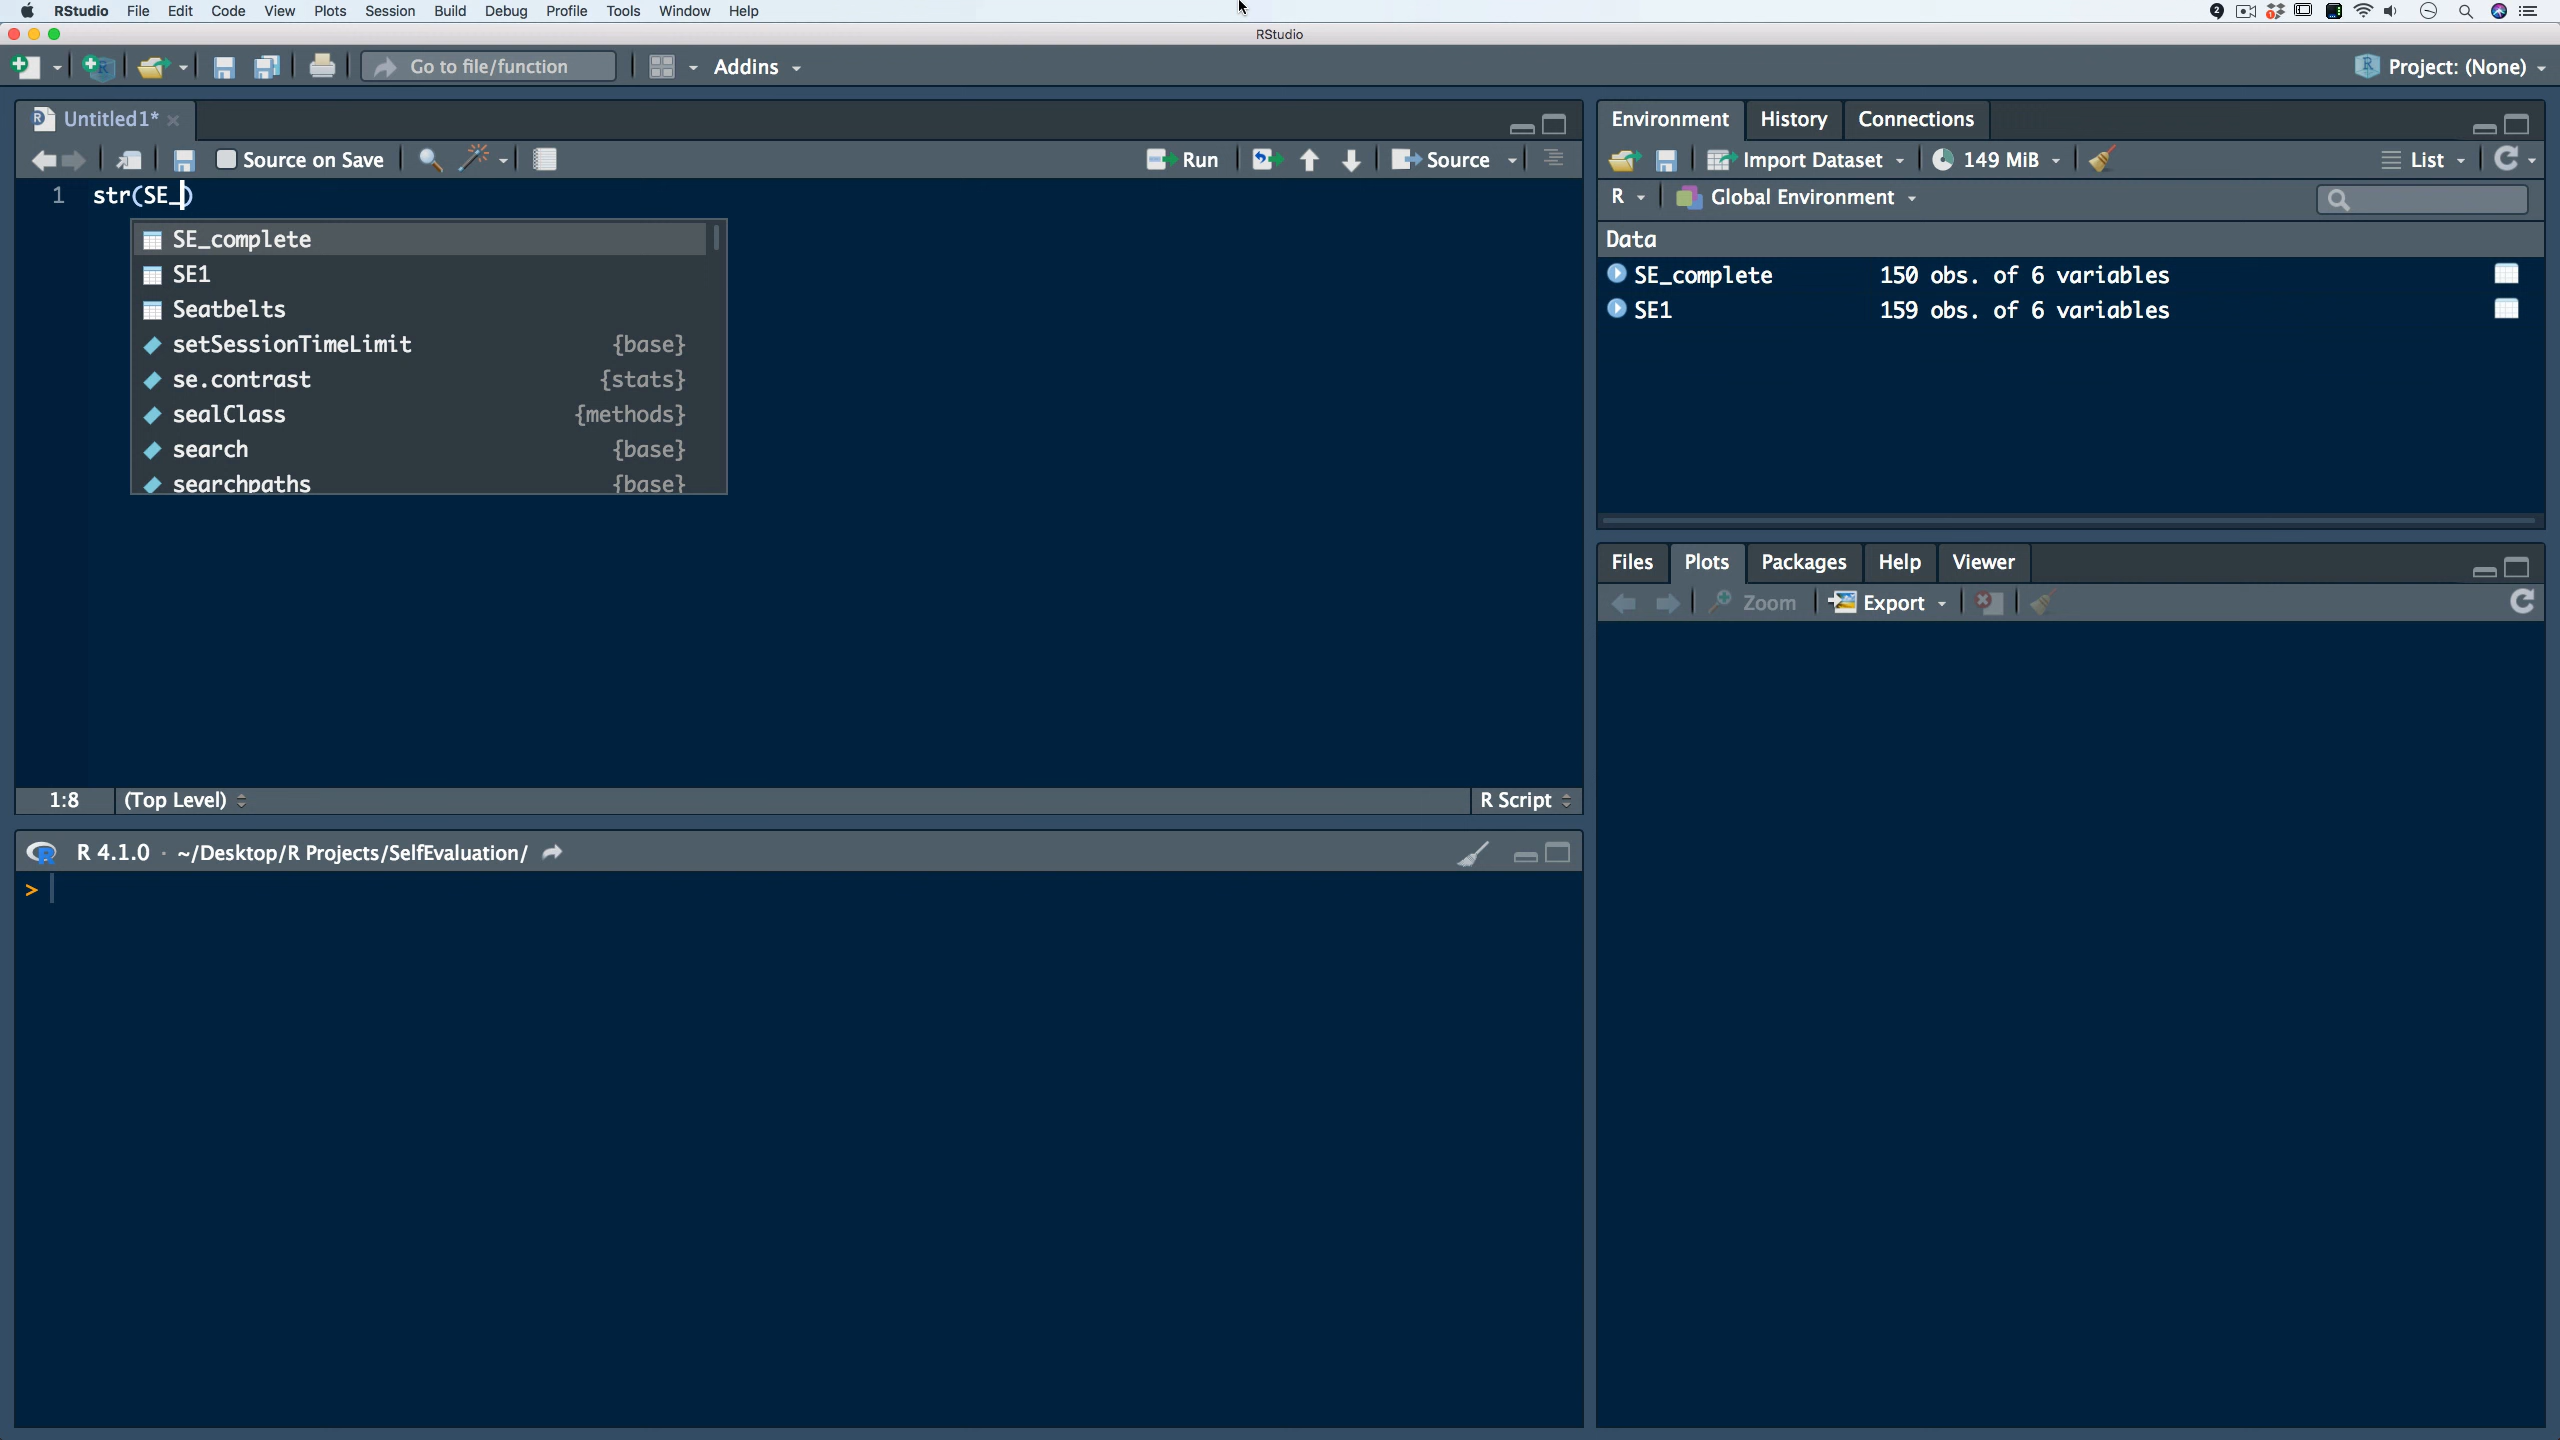 RStudio File Edit Code View Plots Session Build Debug Profile Tools Window Help
RStudio
Go to file/function Addins Project: (None)
Untitled1*
Source on Save Run Source
1 str(SE_)
SE_complete
SE1
Seatbelts
setSessionTimeLimit {base}
se.contrast {stats}
sealClass {methods}
search {base}
searchpaths {base}
1:8 (Top Level) R Script
R 4.1.0 · ~/Desktop/R Projects/SelfEvaluation/
>
Environment History Connections
Import Dataset 149 MiB List
R Global Environment
Data
SE_complete 150 obs. of 6 variables
SE1 159 obs. of 6 variables
Files Plots Packages Help Viewer
Zoom Export